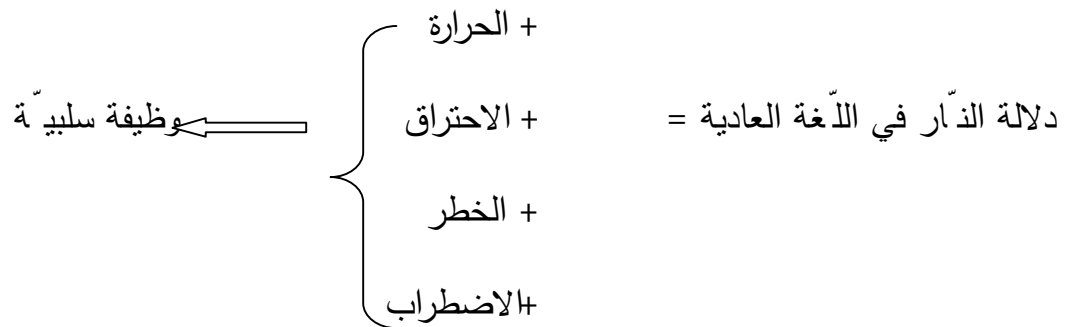 + الحرارة
دلالة النّار في اللّغة العادية = + الاحتراق وظيفة سلبيّة
+ الخطر
+الاضطراب